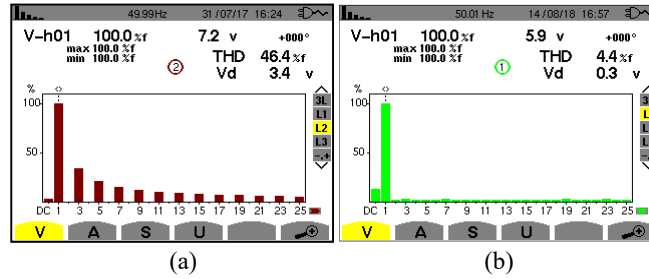 49.99Hz 31/07/17 16:24
V-h01 100.0 %f 7.2 v +000°
max 100.0 %f
min 100.0 %f
2
THD 46.4 %f
Vd 3.4 v
%
100
50
3L
L1
L2
L3
-.+
DC 1 3 5 7 9 11 13 15 17 19 21 23 25
V A S U
(a)
50.01 Hz 14/08/18 16:57
V-h01 100.0 %f 5.9 v +000°
max 100.0 %f
min 100.0 %f
1
THD 4.4 %f
Vd 0.3 v
%
100
50
3
L
L
L
DC 1 3 5 7 9 11 13 15 17 19 21 23 25
V A S U
(b)